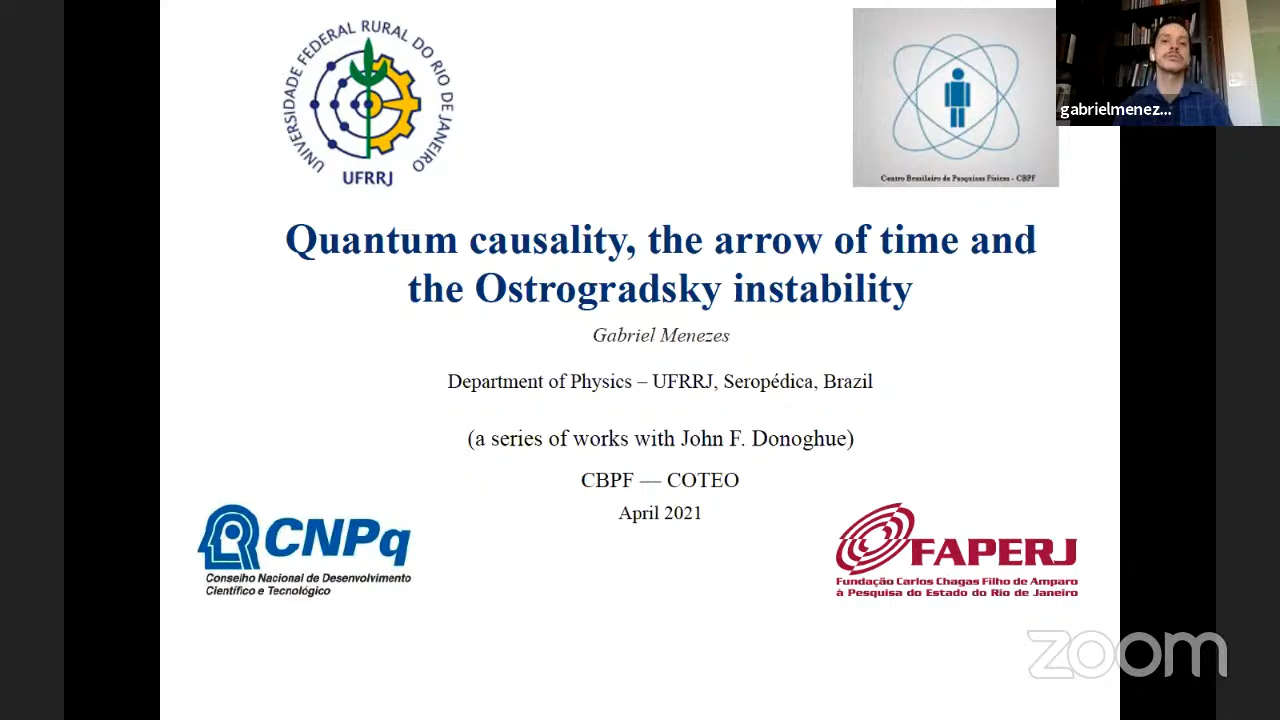 UNIVERSIDADE FEDERAL RURAL DO RIO DE JANEIRO
UFRRJ
Centro Brasileiro de Pesquisas Físicas - CBPF
gabrielmenez...
Quantum causality, the arrow of time and
the Ostrogradsky instability
Gabriel Menezes
Department of Physics – UFRRJ, Seropédica, Brazil
(a series of works with John F. Donoghue)
CBPF — COTEO
April 2021
CNPq
Conselho Nacional de Desenvolvimento
Científico e Tecnológico
FAPERJ
Fundação Carlos Chagas Filho de Amparo
à Pesquisa do Estado do Rio de Janeiro
zoom